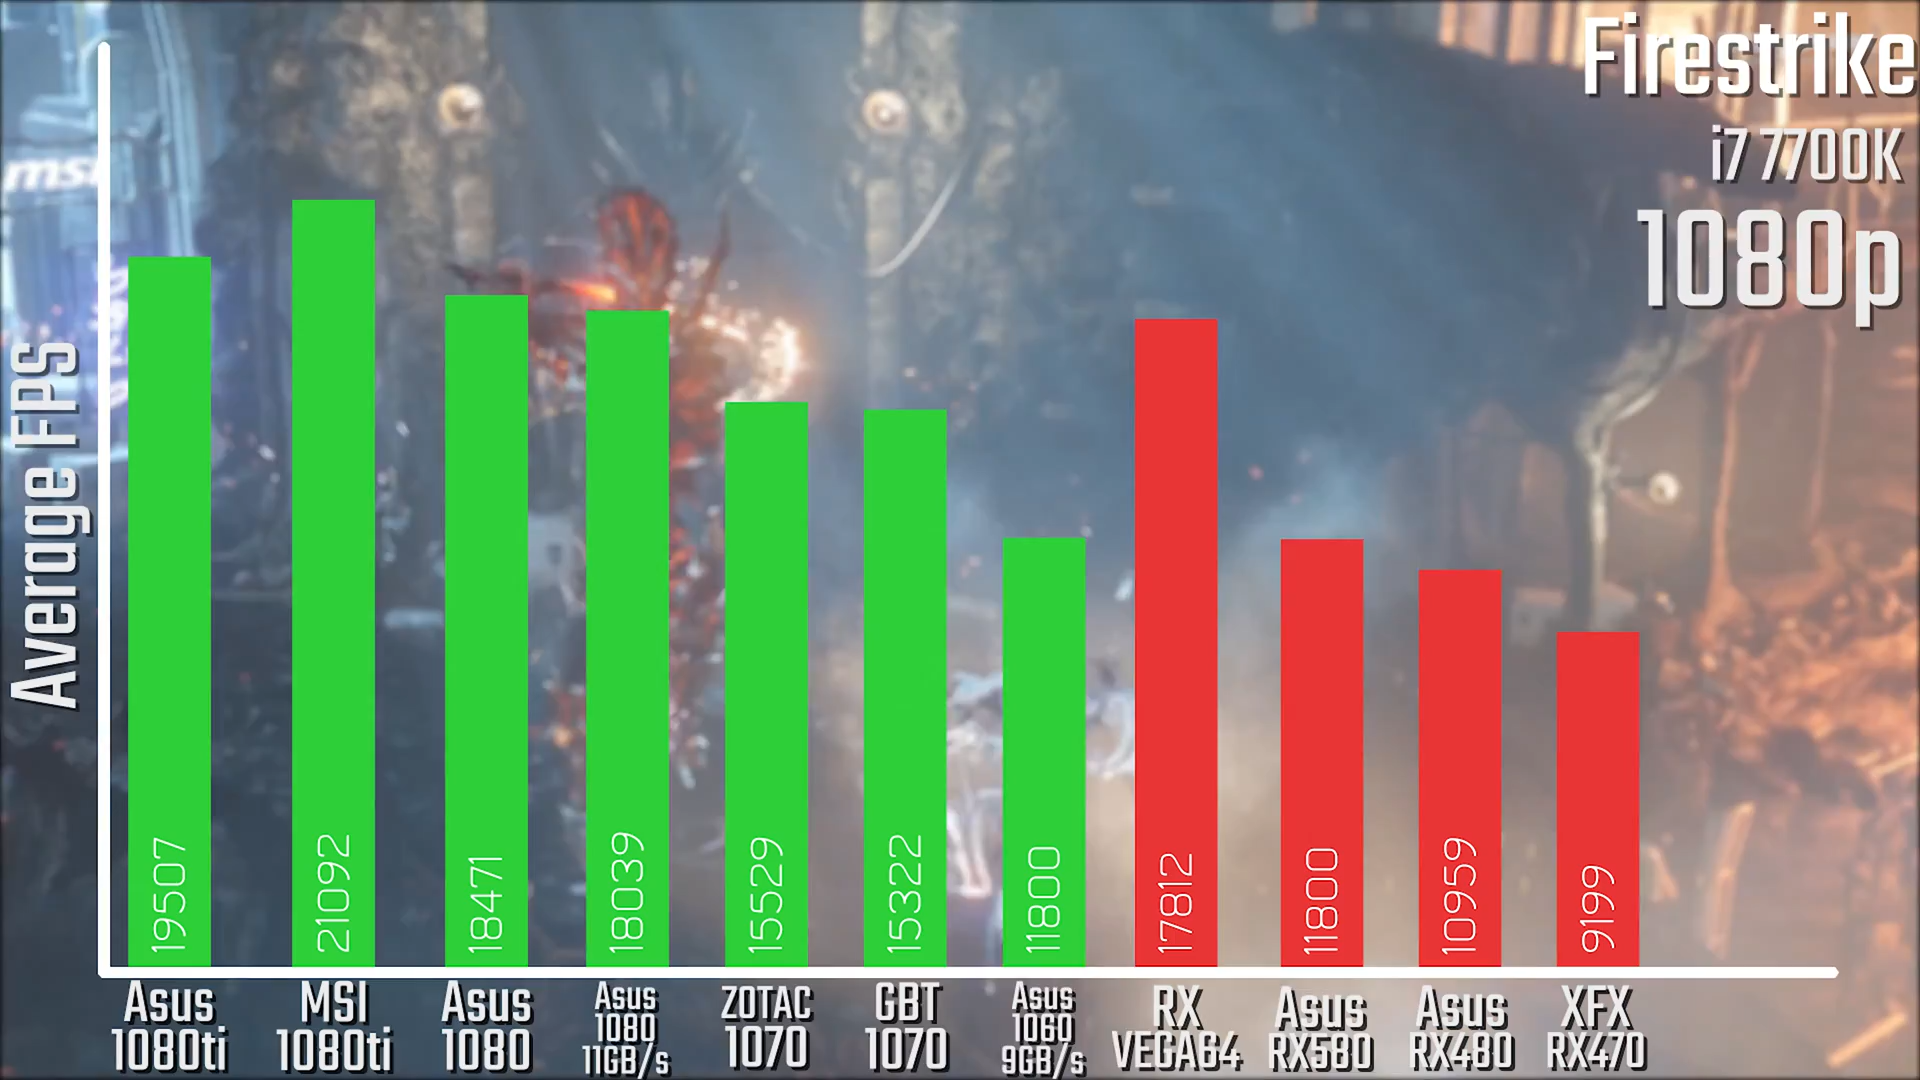 Firestrike
i7 7700K
1080p
msi
Average FPS
19507
21092
18471
18039
15529
15322
11800
17812
11800
10959
9199
Asus
1080ti
MSI
1080ti
Asus
1080
Asus
1080
11GB/s
ZOTAC
1070
GBT
1070
Asus
1060
9GB/s
RX
VEGA64
Asus
RX580
Asus
RX480
XFX
RX470